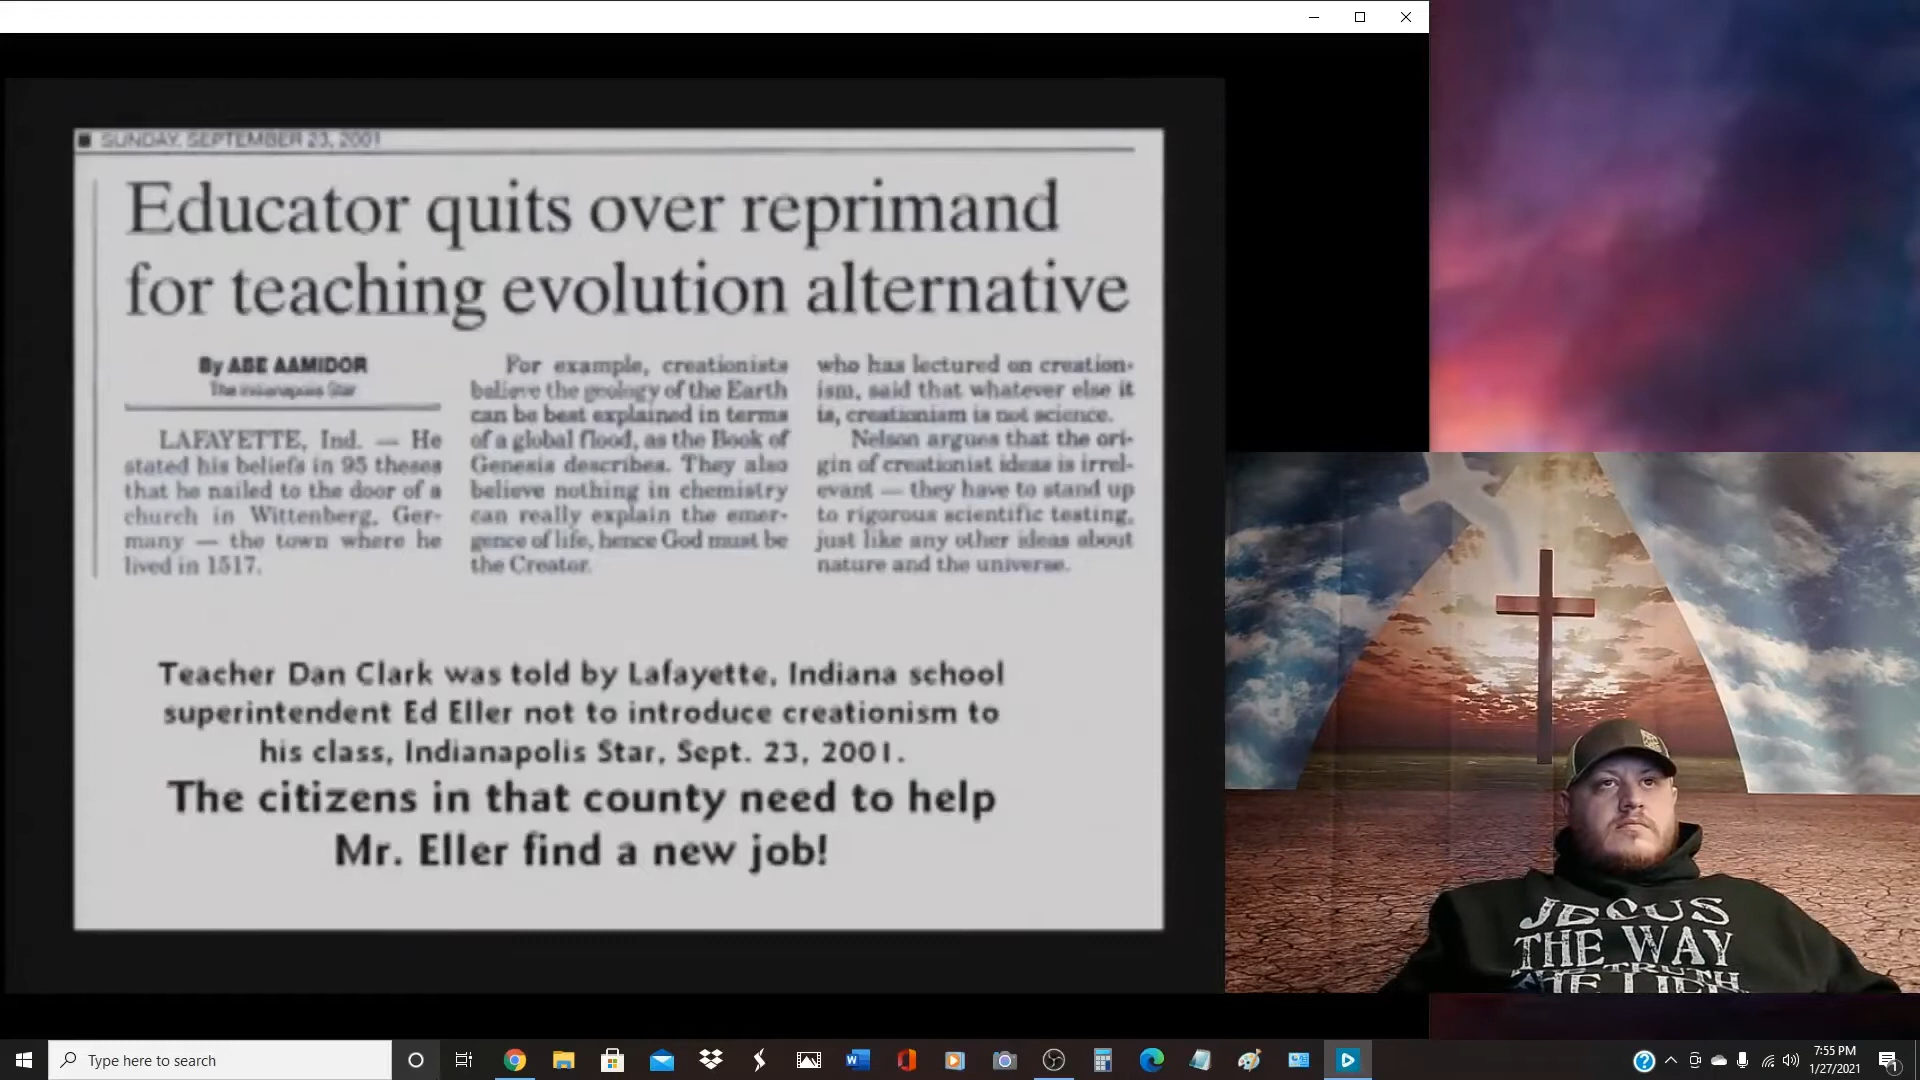 SUNDAY, SEPTEMBER 23, 2001
Educator quits over reprimand
for teaching evolution alternative
By ABE AAMIDOR
The Indianapolis Star
LAFAYETTE, Ind. — He
stated his beliefs in 95 theses
that he nailed to the door of a
church in Wittenberg, Ger-
many — the town where he
lived in 1517.
For example, creationists
believe the geology of the Earth
can be best explained in terms
of a global flood, as the Book of
Genesis describes. They also
believe nothing in chemistry
can really explain the emer-
gence of life, hence God must be
the Creator.
who has lectured on creation-
ism, said that whatever else it
is, creationism is not science.
Nelson argues that the ori-
gin of creationist ideas is irrel-
evant — they have to stand up
to rigorous scientific testing,
just like any other ideas about
nature and the universe.
Teacher Dan Clark was told by Lafayette, Indiana school
superintendent Ed Eller not to introduce creationism to
his class, Indianapolis Star, Sept. 23, 2001.
The citizens in that county need to help
Mr. Eller find a new job!
JESUS
THE WAY
THE TRUTH
THE LIFE
Type here to search
7:55 PM
1/27/2021
1